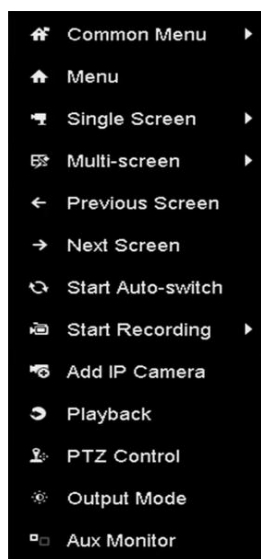 Common Menu
Menu
Single Screen
Multi-screen
Previous Screen
Next Screen
Start Auto-switch
Start Recording
Add IP Camera
Playback
PTZ Control
Output Mode
Aux Monitor